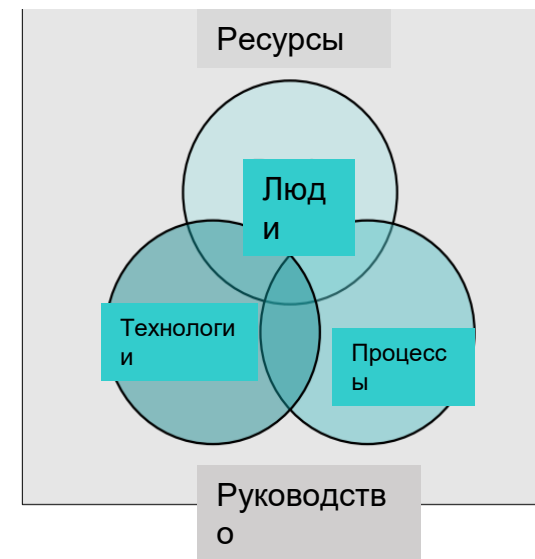 Ресурсы
Люд
и
Технологи
и
Процесс
ы
Руководств
о